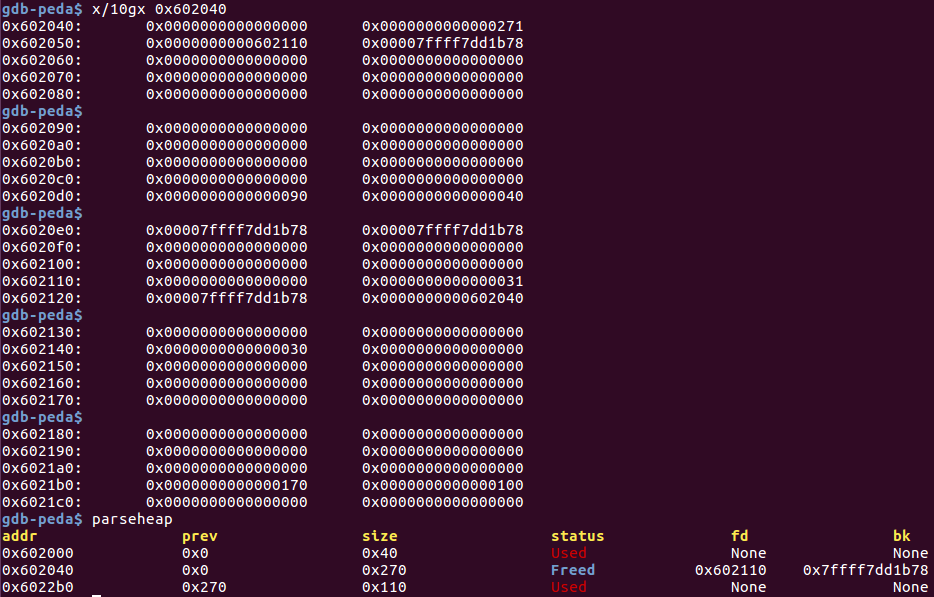 gdb-peda$ x/10gx 0x602040
0x602040: 0x0000000000000000 0x0000000000000271
0x602050: 0x0000000000602110 0x00007ffff7dd1b78
0x602060: 0x0000000000000000 0x0000000000000000
0x602070: 0x0000000000000000 0x0000000000000000
0x602080: 0x0000000000000000 0x0000000000000000
gdb-peda$
0x602090: 0x0000000000000000 0x0000000000000000
0x6020a0: 0x0000000000000000 0x0000000000000000
0x6020b0: 0x0000000000000000 0x0000000000000000
0x6020c0: 0x0000000000000000 0x0000000000000000
0x6020d0: 0x0000000000000090 0x0000000000000040
gdb-peda$
0x6020e0: 0x00007ffff7dd1b78 0x00007ffff7dd1b78
0x6020f0: 0x0000000000000000 0x0000000000000000
0x602100: 0x0000000000000000 0x0000000000000000
0x602110: 0x0000000000000000 0x0000000000000031
0x602120: 0x00007ffff7dd1b78 0x0000000000602040
gdb-peda$
0x602130: 0x0000000000000000 0x0000000000000000
0x602140: 0x0000000000000030 0x0000000000000000
0x602150: 0x0000000000000000 0x0000000000000000
0x602160: 0x0000000000000000 0x0000000000000000
0x602170: 0x0000000000000000 0x0000000000000000
gdb-peda$
0x602180: 0x0000000000000000 0x0000000000000000
0x602190: 0x0000000000000000 0x0000000000000000
0x6021a0: 0x0000000000000000 0x0000000000000000
0x6021b0: 0x0000000000000170 0x0000000000000100
0x6021c0: 0x0000000000000000 0x0000000000000000
gdb-peda$ parseheap
addr prev size status fd bk
0x602000 0x0 0x40 Used None None
0x602040 0x0 0x270 Freed 0x602110 0x7ffff7dd1b78
0x6022b0 0x270 0x110 Used None None